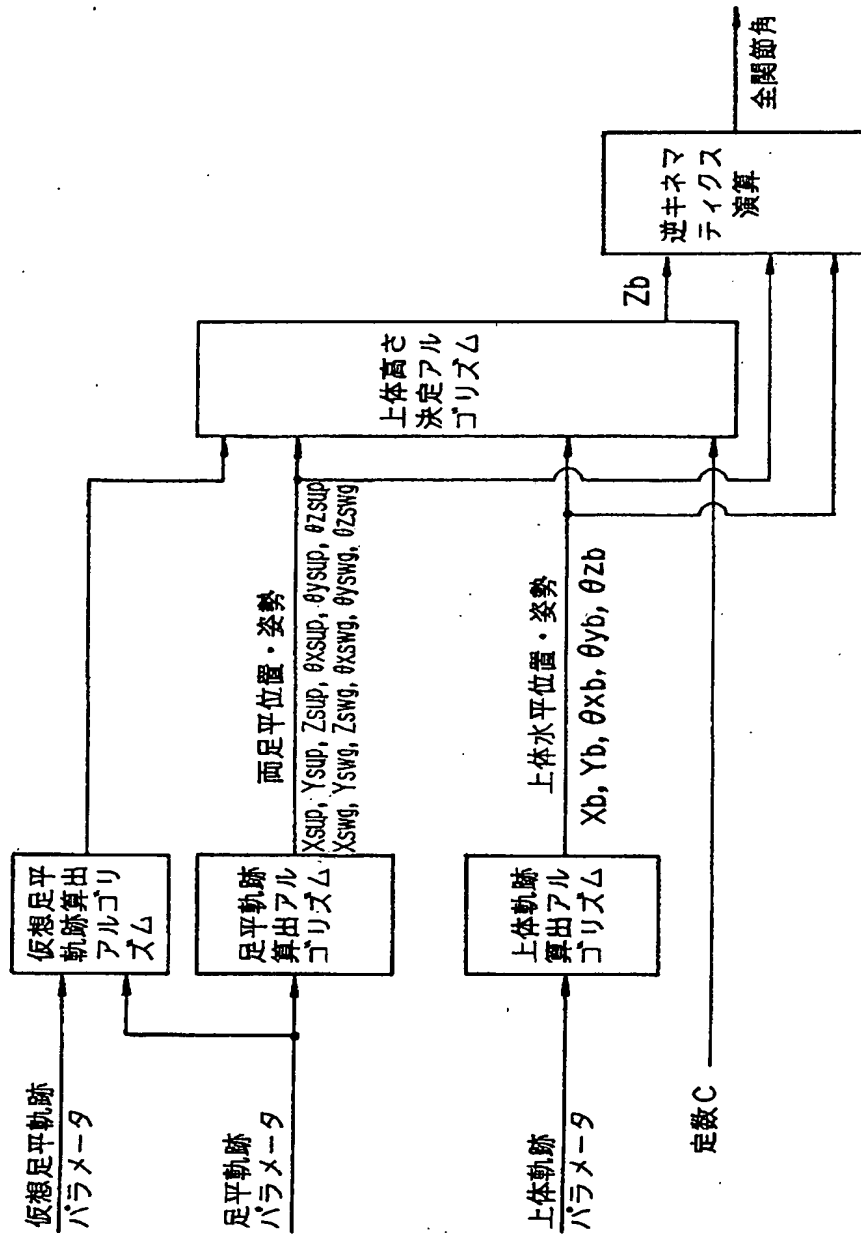 仮想足平軌跡
パラメータ
仮想足平
軌跡算出
アルゴリ
ズム
足平軌跡
パラメータ
足平軌跡
算出アル
ゴリズム
両足平位置・姿勢
Xsup, Ysup, Zsup, θxsup, θysup, θzsup
Xswg, Yswg, Zswg, θxswg, θyswg, θzswg
上体軌跡
パラメータ
上体軌跡
算出アル
ゴリズム
上体水平位置・姿勢
Xb, Yb, θxb, θyb, θzb
定数C
上体高さ
決定アル
ゴリズム
Zb
逆キネマ
ティクス
演算
全関節角